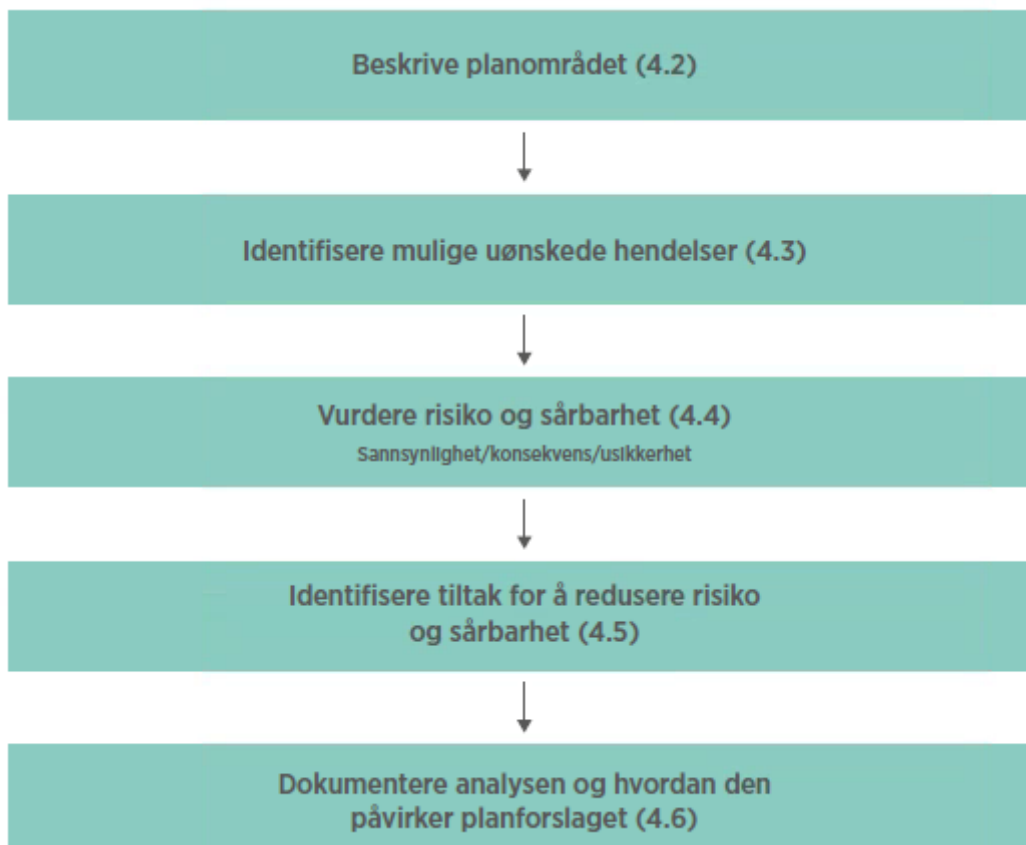 Beskrive planområdet (4.2)
Identifisere mulige uønskede hendelser (4.3)
Vurdere risiko og sårbarhet (4.4)
Sannsynlighet/konsekvens/usikkerhet
Identifisere tiltak for å redusere risiko
og sårbarhet (4.5)
Dokumentere analysen og hvordan den
påvirker planforslaget (4.6)